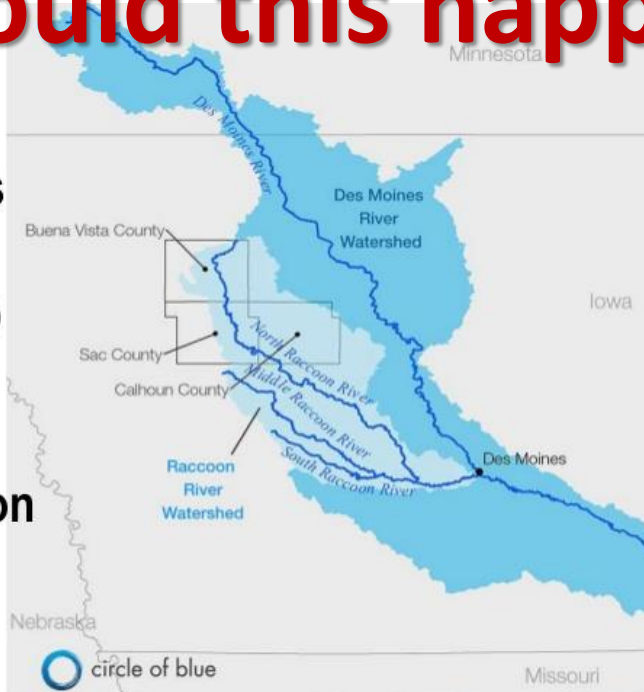 ould this happ
Minnesota
Des Moines River
Des Moines
River
Watershed
s
Buena Vista County
Iowa
North Raccoon River
Sac County
Middle Raccoon River
Calhoun County
Des Moines
Raccoon
River
Watershed
South Raccoon River
on
Nebraska
circle of blue
Missouri